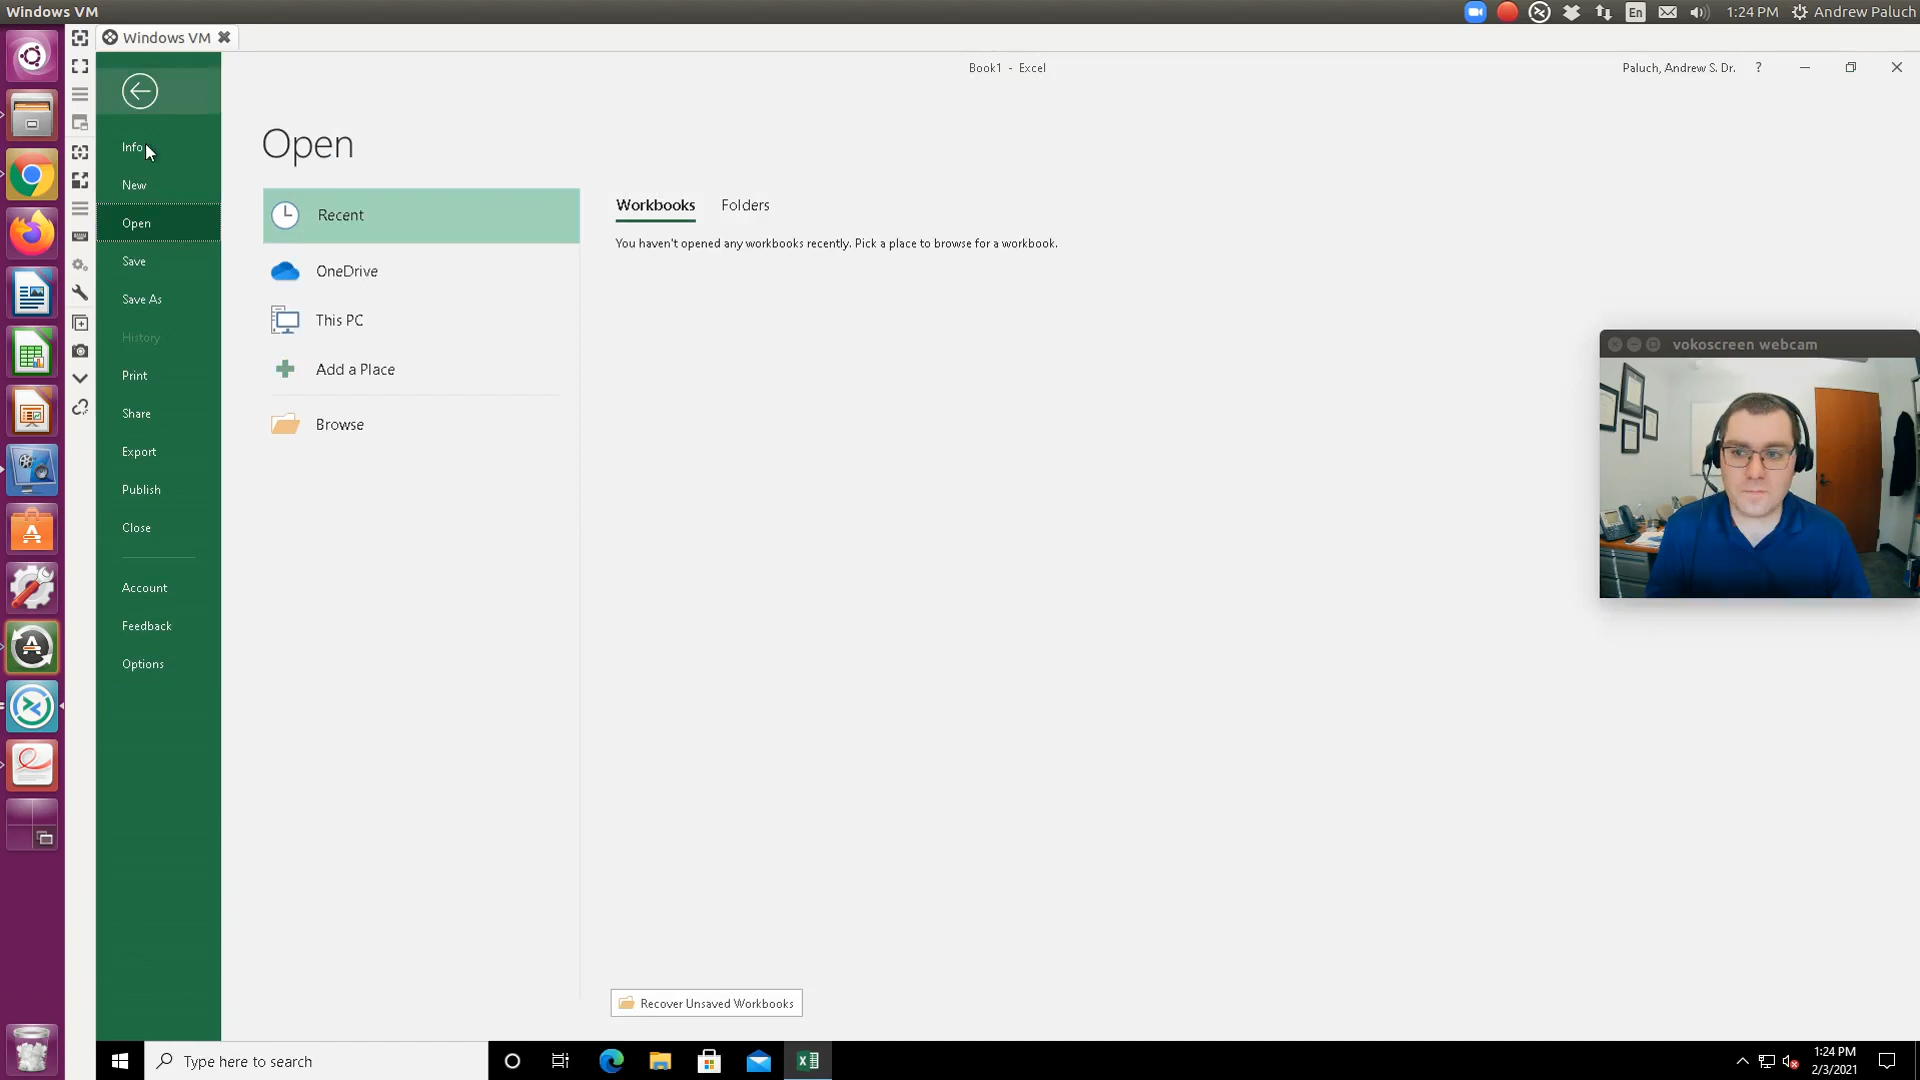 Windows VM
En
1:24 PM
Andrew Paluch
Windows VM
Book1 - Excel
Paluch, Andrew S. Dr.
?
Info
New
Open
Save
Save As
History
Print
Share
Export
Publish
Close
Account
Feedback
Options
Open
Recent
OneDrive
This PC
Add a Place
Browse
Workbooks
Folders
You haven't opened any workbooks recently. Pick a place to browse for a workbook.
vokoscreen webcam
Recover Unsaved Workbooks
Type here to search
1:24 PM
2/3/2021